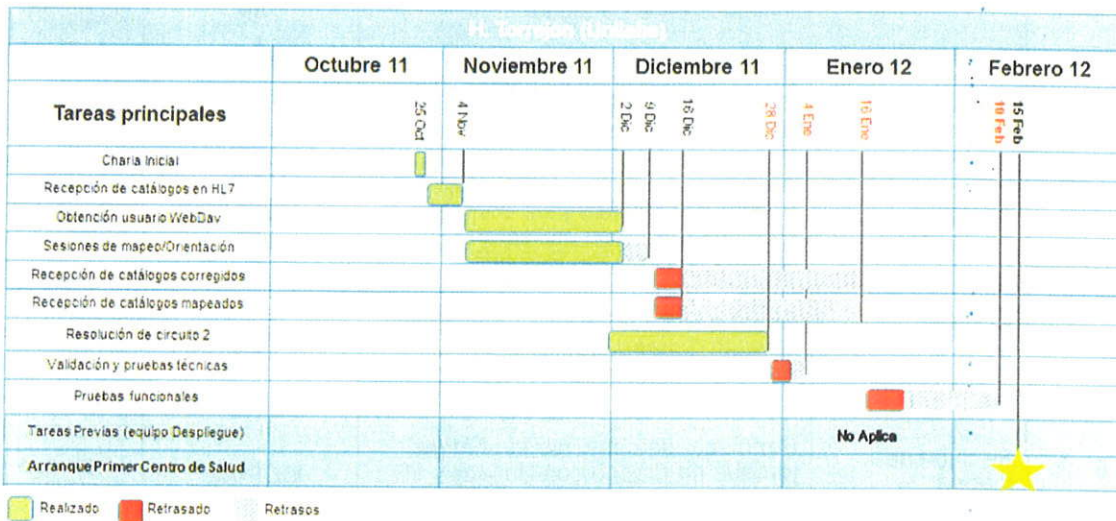 H. Torrejón (Unilabs)
Octubre 11 Noviembre 11 Diciembre 11 Enero 12 Febrero 12
Tareas principales
25 Oct
4 Nov
2 Dic
9 Dic
16 Dic
28 Dic
4 Ene
16 Ene
10 Feb
15 Feb
Charla Inicial
Recepción de catálogos en HL7
Obtención usuario WebDav
Sesiones de mapeo/Orientación
Recepción de catálogos corregidos
Recepción de catálogos mapeados
Resolución de circuito 2
Validación y pruebas técnicas
Pruebas funcionales
Tareas Previas (equipo Despliegue) No Aplica
Arranque Primer Centro de Salud
Realizado Retrasado Retrasos